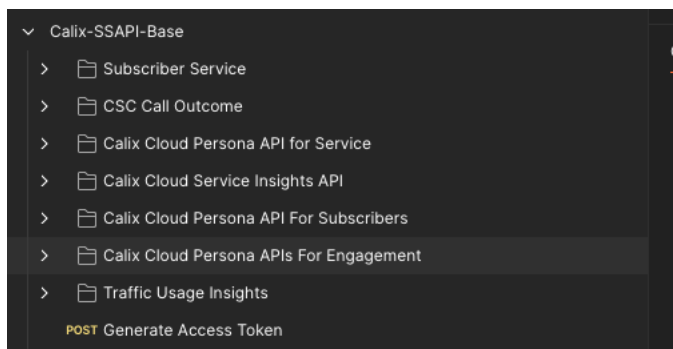 Calix-SSAPI-Base
Subscriber Service
CSC Call Outcome
Calix Cloud Persona API for Service
Calix Cloud Service Insights API
Calix Cloud Persona API For Subscribers
Calix Cloud Persona APIs For Engagement
Traffic Usage Insights
POST Generate Access Token